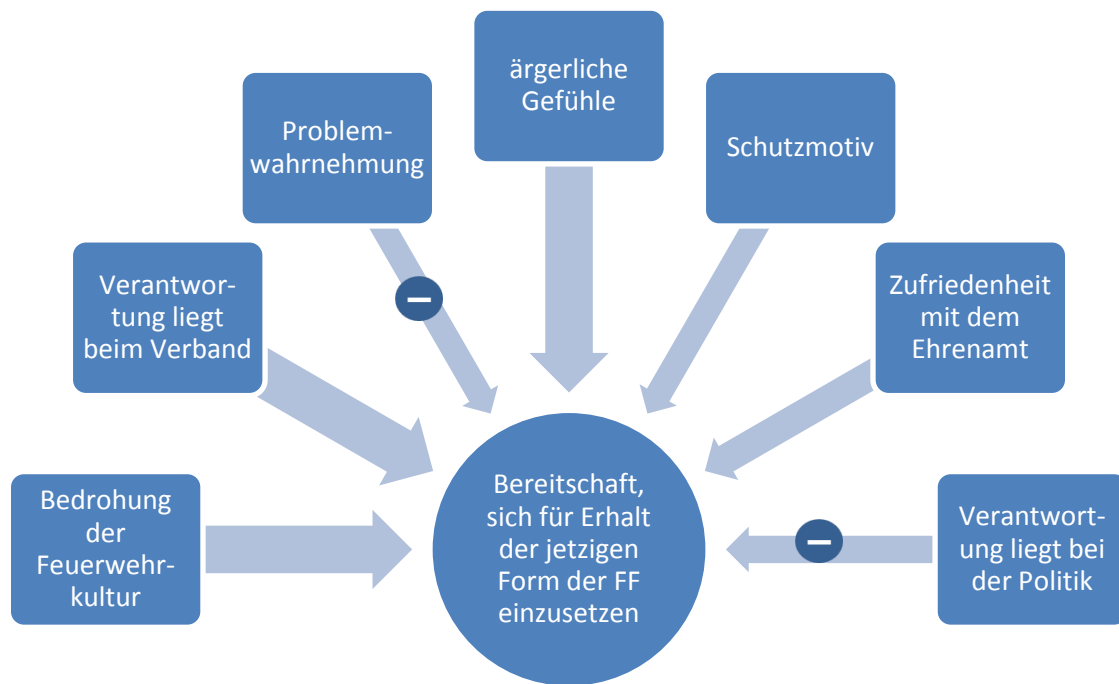 ärgerliche
Gefühle
Problem-
wahrnehmung
Schutzmotiv
Verantwor-
tung liegt
beim Verband
Zufriedenheit
mit dem
Ehrenamt
Bedrohung
der
Feuerwehr-
kultur
Bereitschaft,
sich für Erhalt
der jetzigen
Form der FF
einzusetzen
Verantwort-
ung liegt bei
der Politik
–
–